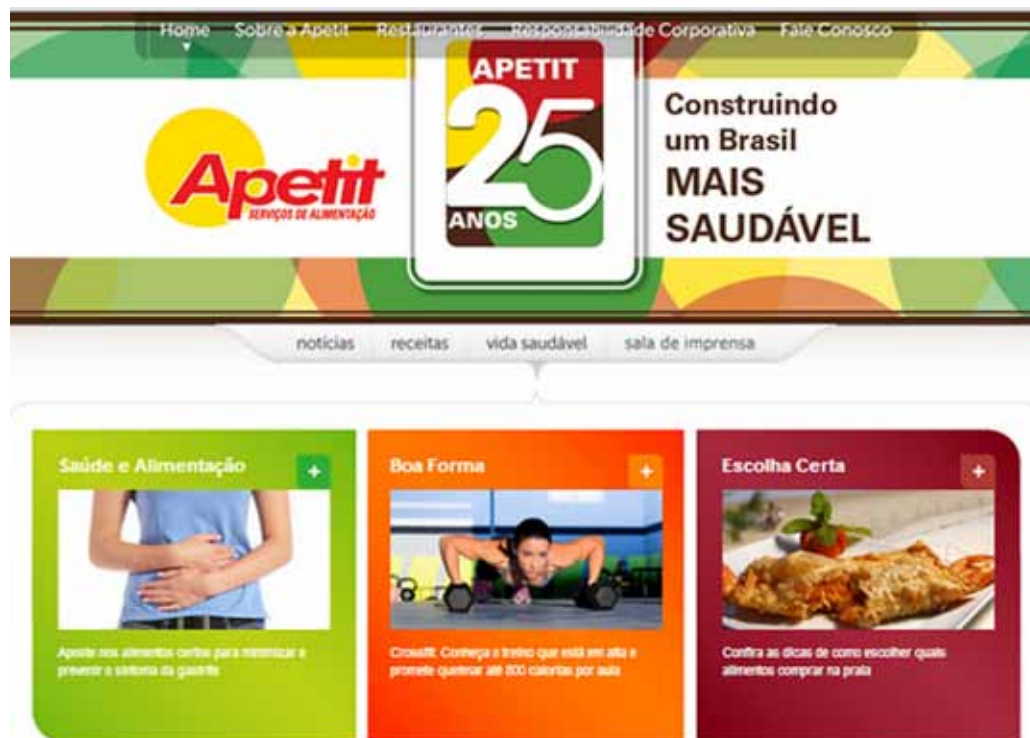 Home Sobre a Apetit Restaurantes Responsabilidade Corporativa Fale Conosco
Apetit
SERVIÇOS DE ALIMENTAÇÃO
APETIT
25
ANOS
Construindo
um Brasil
MAIS
SAUDÁVEL
notícias receitas vida saudável sala de imprensa
Saúde e Alimentação +
Aposte nos alimentos certos para minimizar e
prevenir o sintoma da gastrite
Boa Forma +
Crossfit: Conheça o treino que está em alta e
promete queimar até 800 calorias por aula
Escolha Certa +
Confira as dicas de como escolher quais
alimentos comprar na praia